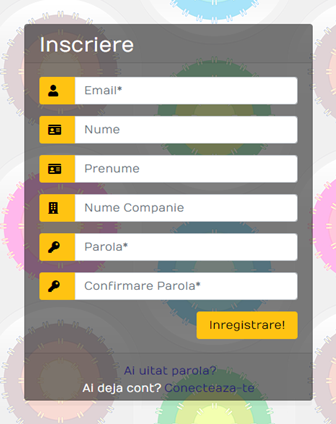 Inscriere
Email*
Nume
Prenume
Nume Companie
Parola*
Confirmare Parola*
Inregistrare!
Ai uitat parola?
Ai deja cont? Conecteaza-te